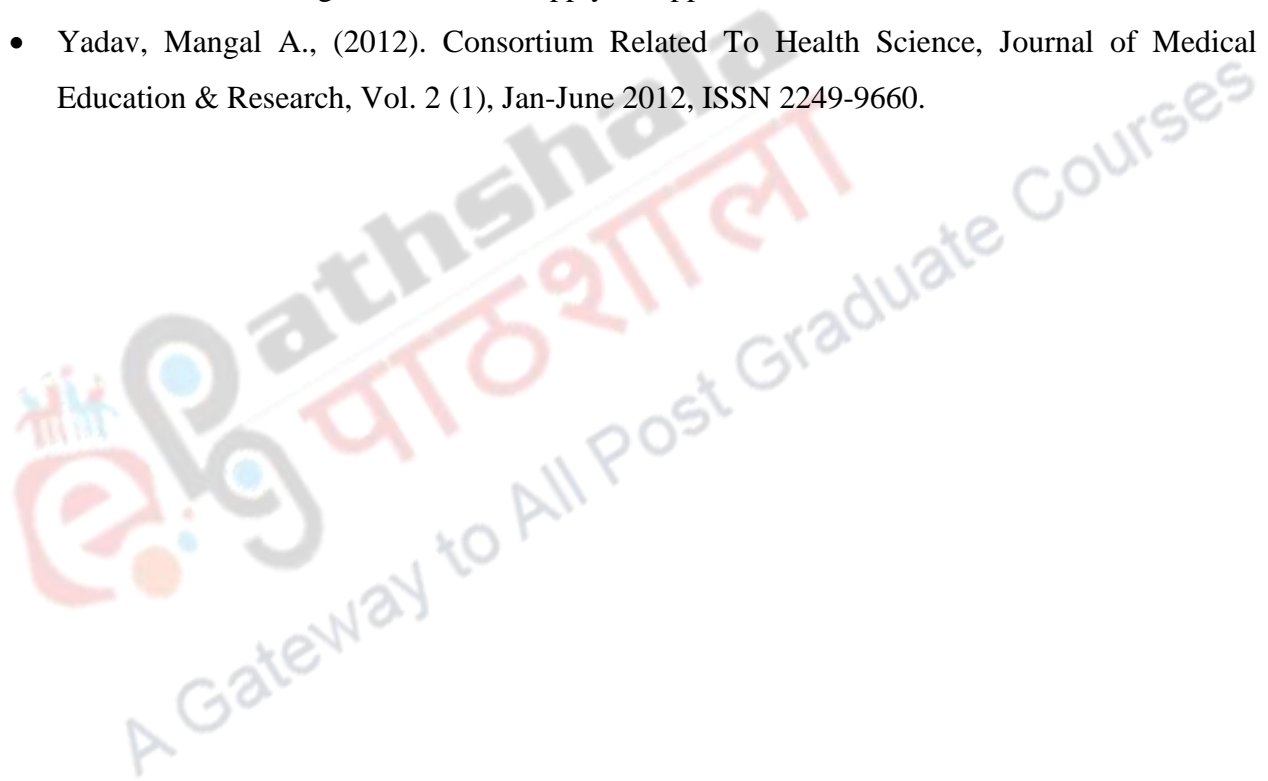 • Yadav, Mangal A., (2012). Consortium Related To Health Science, Journal of Medical
Education & Research, Vol. 2 (1), Jan-June 2012, ISSN 2249-9660.
ePathshala
पाठशाला
A Gateway to All Post Graduate Courses